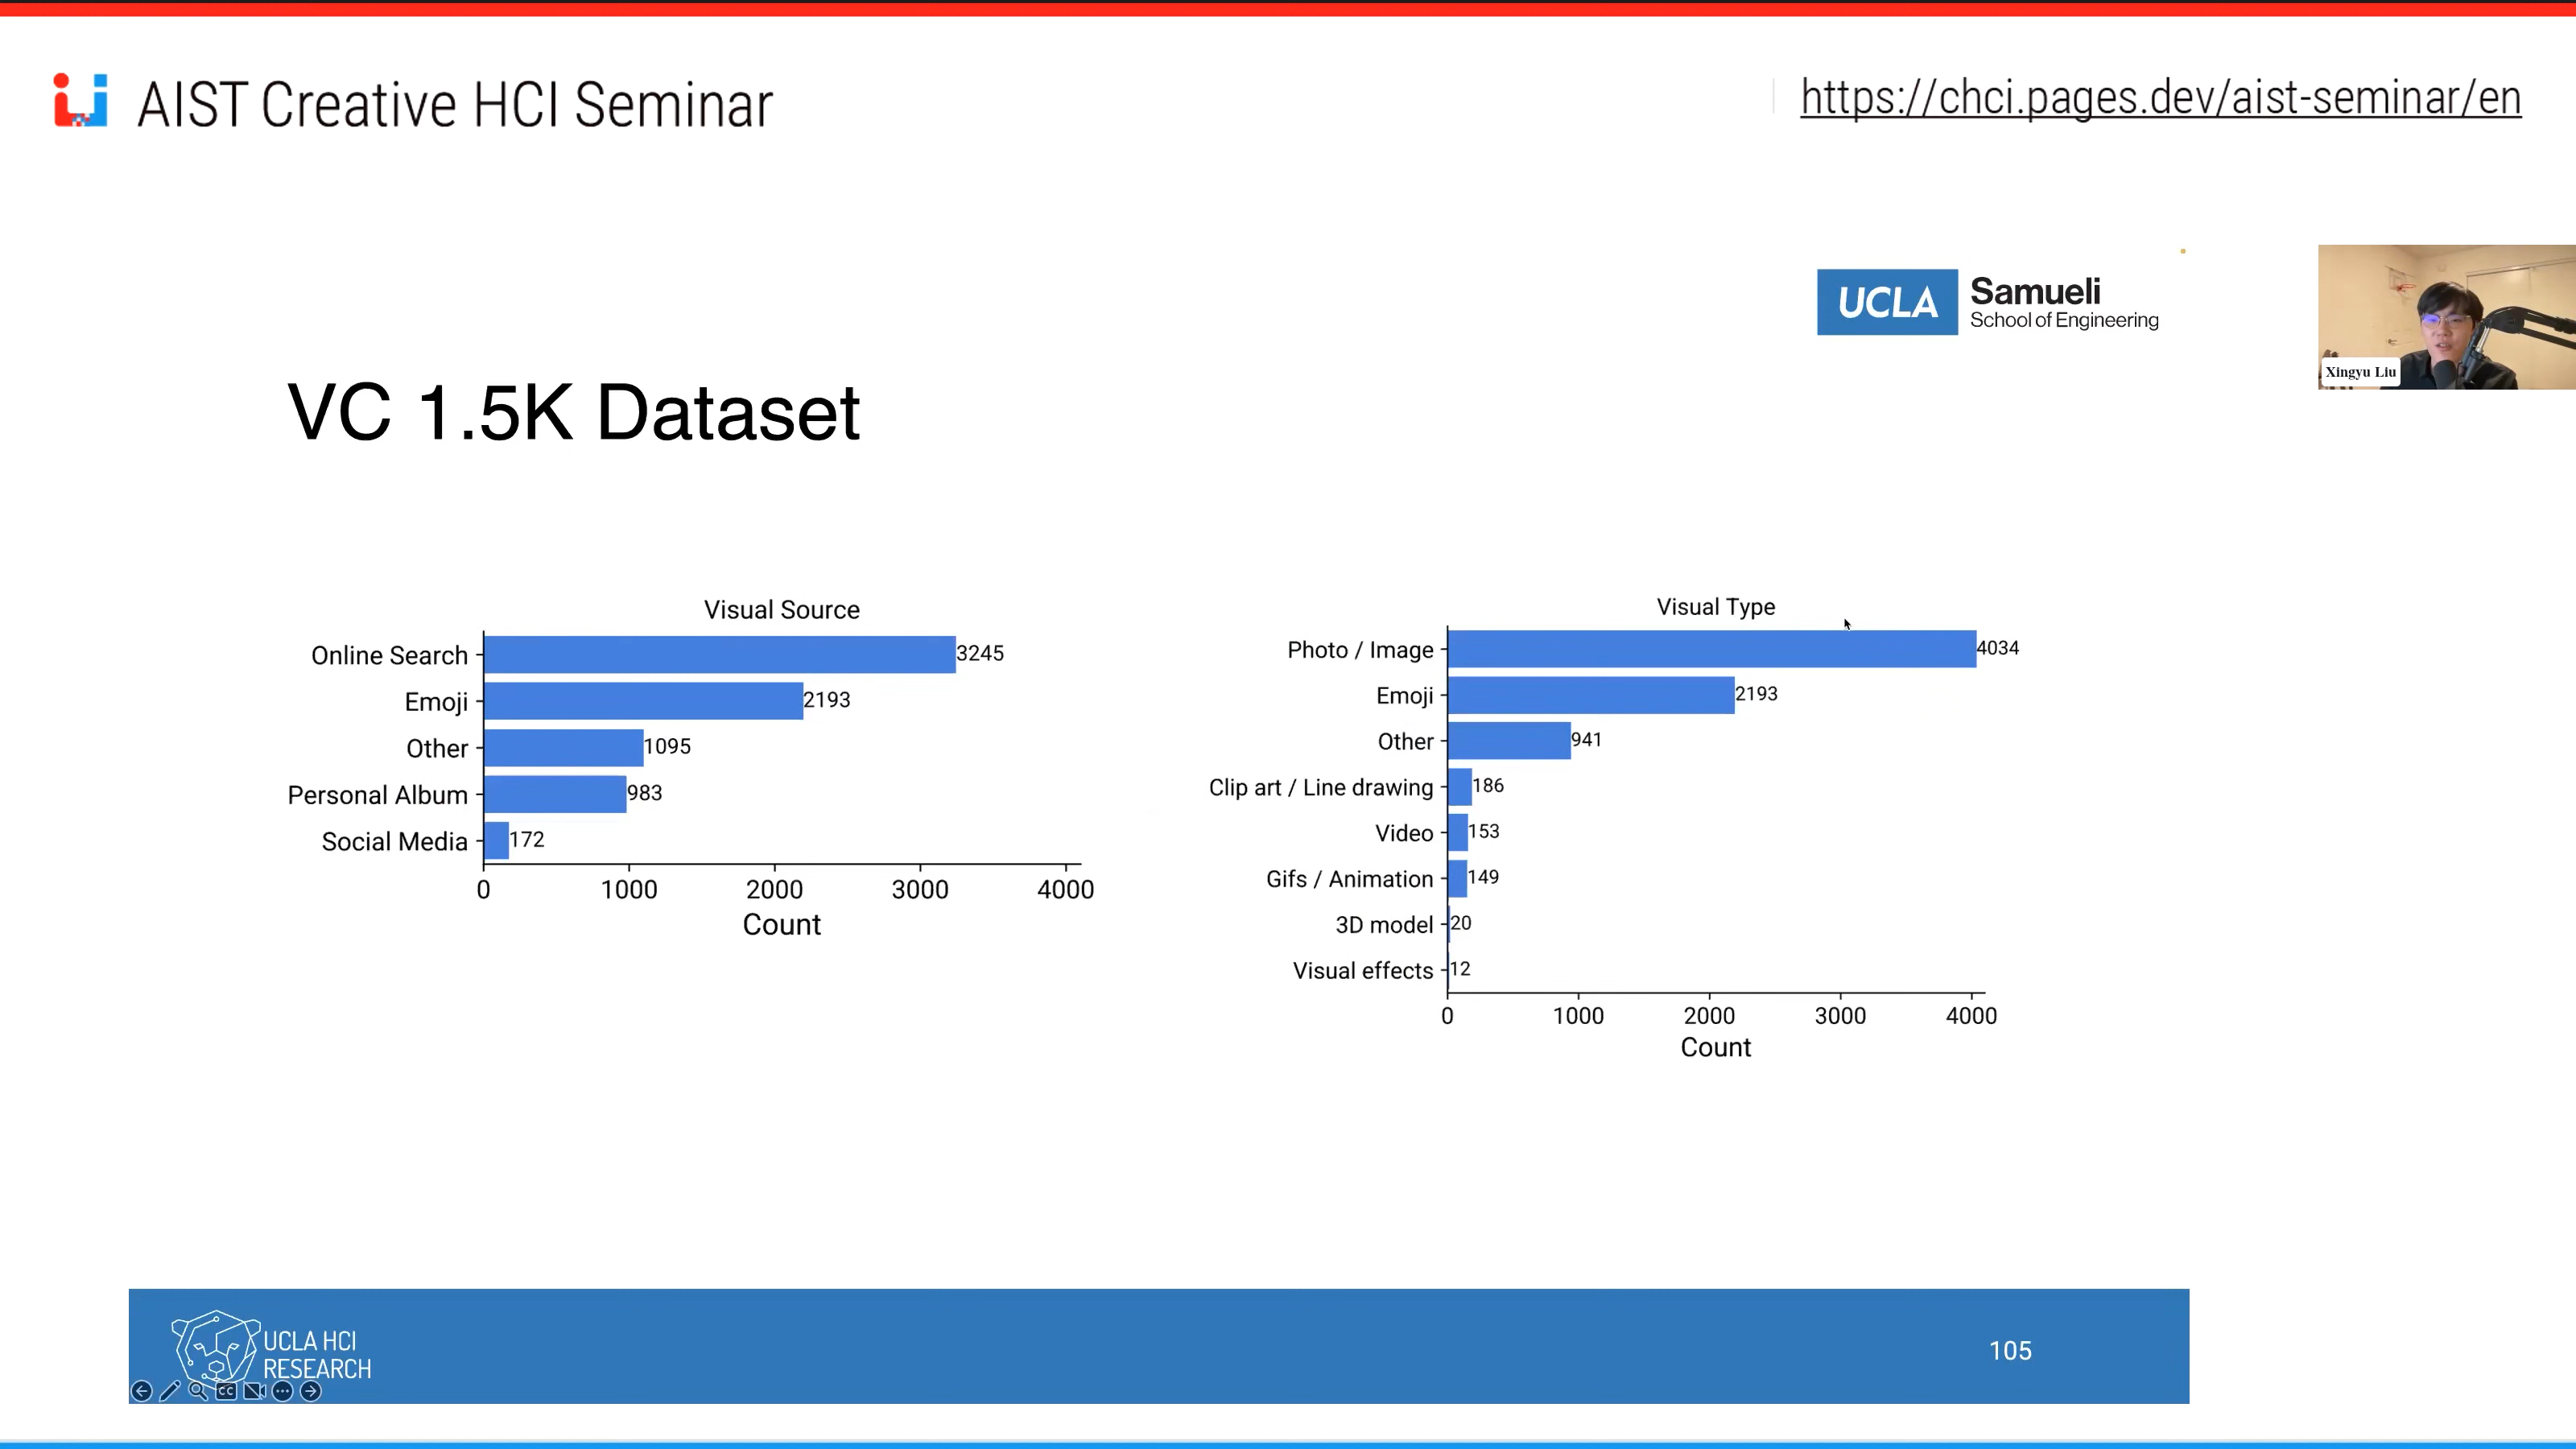 AIST Creative HCI Seminar
https://chci.pages.dev/aist-seminar/en
UCLA
Samueli
School of Engineering
Xingyu Liu
VC 1.5K Dataset
Visual Source
Online Search
3245
Emoji
2193
Other
1095
Personal Album
983
Social Media
172
0 1000 2000 3000 4000
Count
Visual Type
Photo / Image
4034
Emoji
2193
Other
941
Clip art / Line drawing
186
Video
153
Gifs / Animation
149
3D model
20
Visual effects
12
0 1000 2000 3000 4000
Count
UCLA HCI
RESEARCH
CC
105